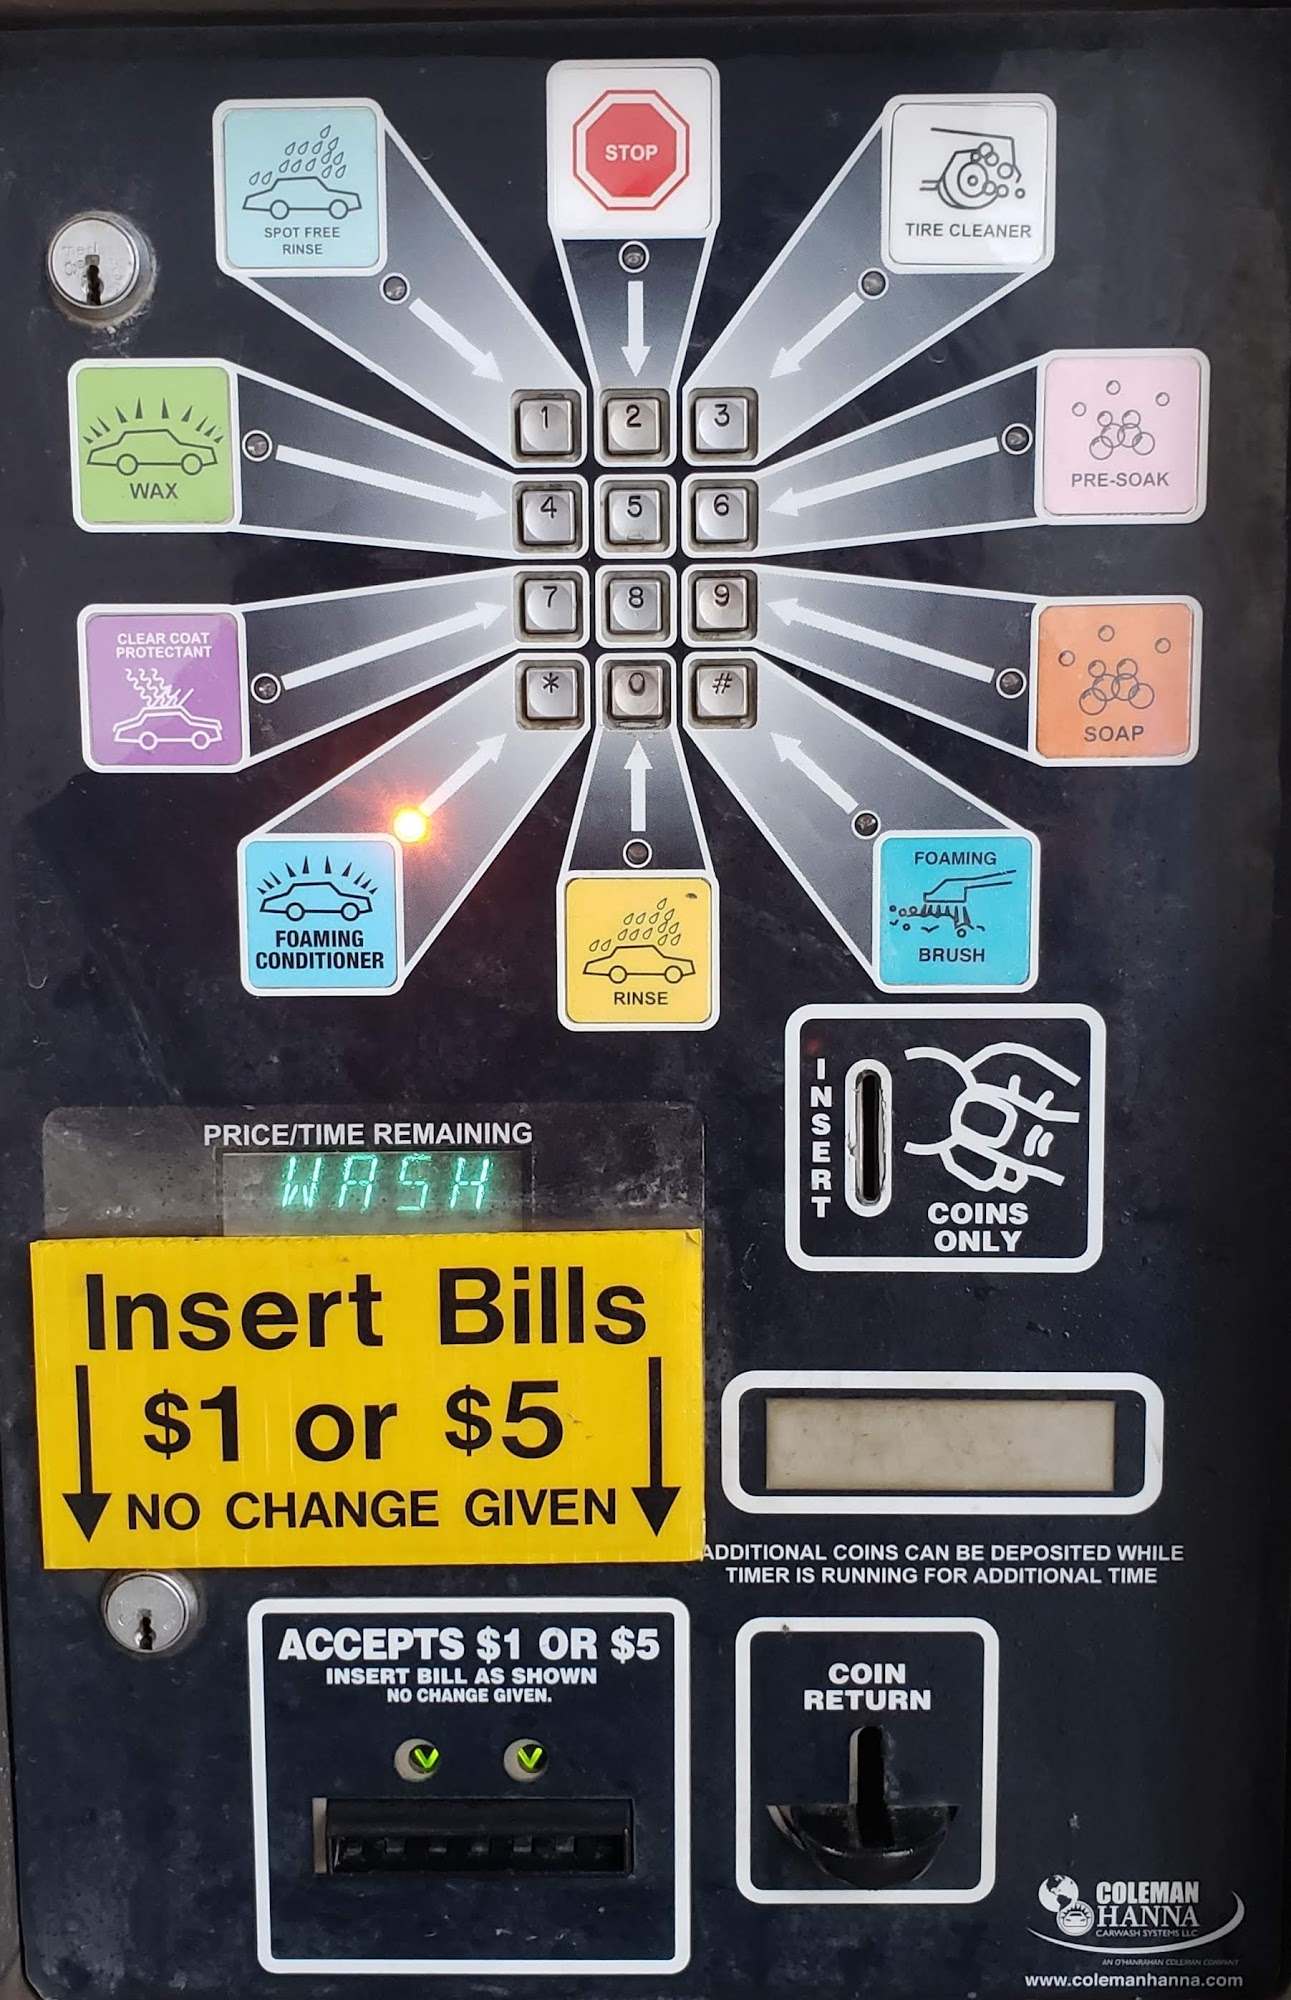 STOP
SPOT FREE
RINSE
TIRE CLEANER
WAX
PRE-SOAK
1 2 3
4 5 6
7 8 9
* 0 #
CLEAR COAT
PROTECTANT
SOAP
FOAMING
CONDITIONER
RINSE
FOAMING
BRUSH
INSERT
COINS
ONLY
PRICE/TIME REMAINING
WASH
Insert Bills
$1 or $5
NO CHANGE GIVEN
ADDITIONAL COINS CAN BE DEPOSITED WHILE
TIMER IS RUNNING FOR ADDITIONAL TIME
ACCEPTS $1 OR $5
INSERT BILL AS SHOWN
NO CHANGE GIVEN.
COIN
RETURN
COLEMAN
HANNA
CARWASH SYSTEMS LLC
AN O'HANRAHAN COLEMAN COMPANY
www.colemanhanna.com